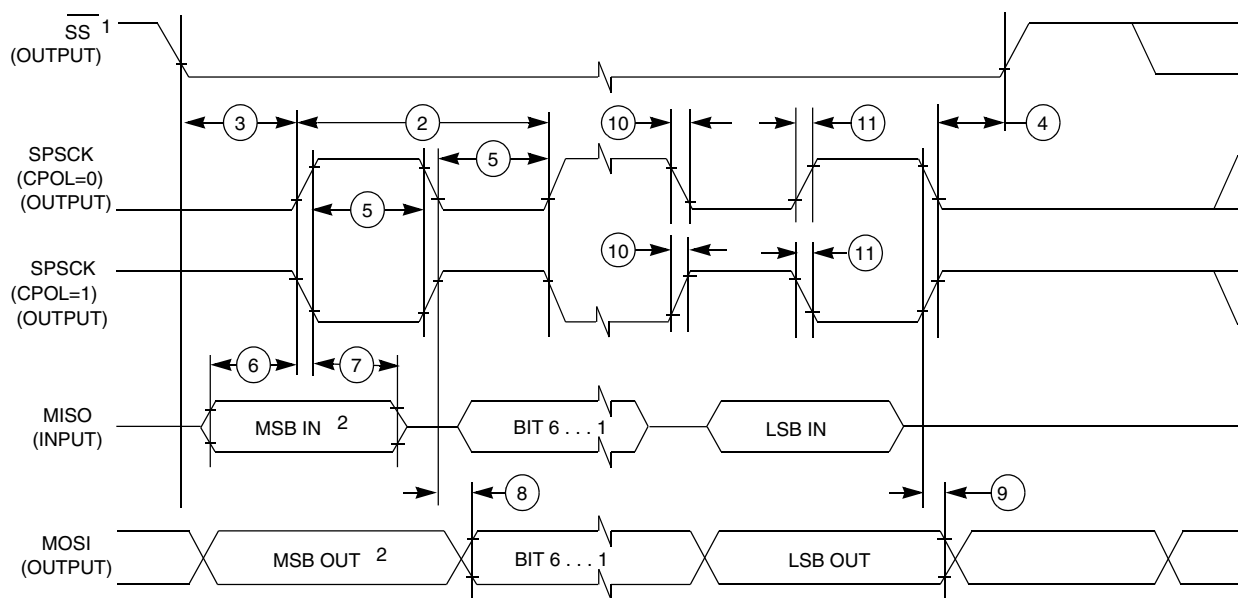 SS 1
(OUTPUT)
3
2
10
11
4
SPSCK
(CPOL=0)
(OUTPUT)
5
5
SPSCK
(CPOL=1)
(OUTPUT)
10
11
6
7
MISO
(INPUT)
MSB IN 2
BIT 6 . . . 1
LSB IN
8
9
MOSI
(OUTPUT)
MSB OUT 2
BIT 6 . . . 1
LSB OUT